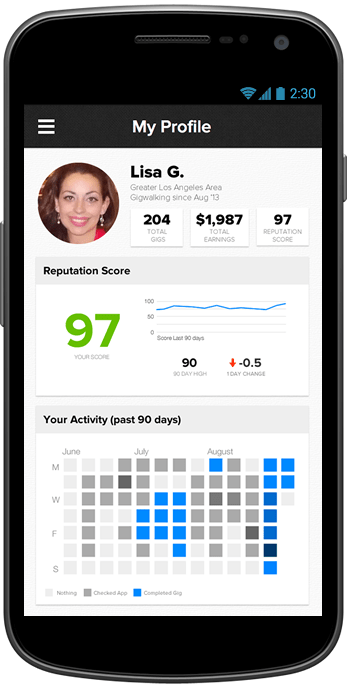 2:30
My Profile
Lisa G.
Greater Los Angeles Area
Gigwalking since Aug '13
204 $1,987 97
TOTAL TOTAL REPUTATION
GIGS EARNINGS SCORE
Reputation Score
100
50
0
97
YOUR SCORE
Score Last 90 days
90 -0.5
90 DAY HIGH 1 DAY CHANGE
Your Activity (past 90 days)
June July August
M
W
F
S
Nothing Checked App Completed Gig